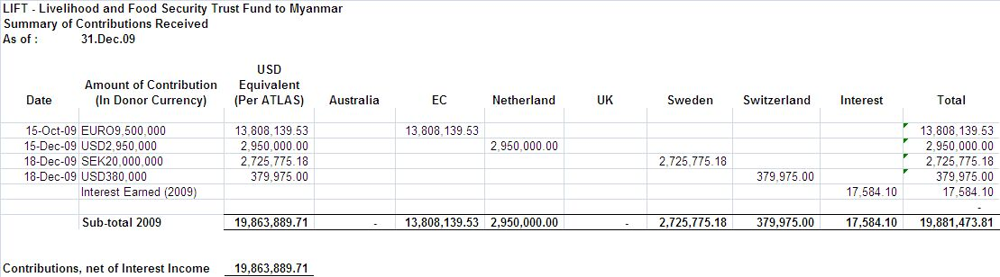 LIFT - Livelihood and Food Security Trust Fund to Myanmar
Summary of Contributions Received
As of : 31.Dec.09
USD
Amount of Contribution Equivalent
Date (In Donor Currency) (Per ATLAS) Australia EC Netherland UK Sweden Switzerland Interest Total
15-Oct-09 EURO9,500,000 13,808,139.53 13,808,139.53 13,808,139.53
15-Dec-09 USD2,950,000 2,950,000.00 2,950,000.00 2,950,000.00
18-Dec-09 SEK20,000,000 2,725,775.18 2,725,775.18 2,725,775.18
18-Dec-09 USD380,000 379,975.00 379,975.00 379,975.00
Interest Earned (2009) 17,584.10 17,584.10
-
Sub-total 2009 19,863,889.71 - 13,808,139.53 2,950,000.00 - 2,725,775.18 379,975.00 17,584.10 19,881,473.81
Contributions, net of Interest Income 19,863,889.71